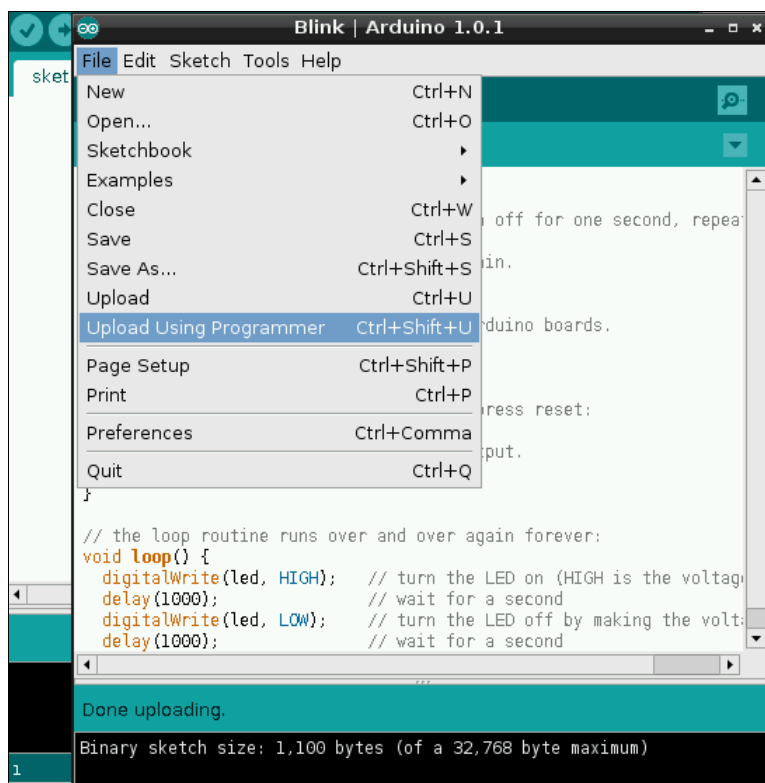 Blink | Arduino 1.0.1
File Edit Sketch Tools Help
sket
New Ctrl+N
Open... Ctrl+O
Sketchbook
Examples
Close Ctrl+W
off for one second, repea
Save Ctrl+S
Save As... Ctrl+Shift+S
in.
Upload Ctrl+U
Upload Using Programmer Ctrl+Shift+U
duino boards.
Page Setup Ctrl+Shift+P
Print Ctrl+P
ress reset:
Preferences Ctrl+Comma
put.
Quit Ctrl+Q
}
// the loop routine runs over and over again forever:
void loop() {
digitalWrite(led, HIGH); // turn the LED on (HIGH is the voltag
delay(1000); // wait for a second
digitalWrite(led, LOW); // turn the LED off by making the volt
delay(1000); // wait for a second
Done uploading.
Binary sketch size: 1,100 bytes (of a 32,768 byte maximum)
1